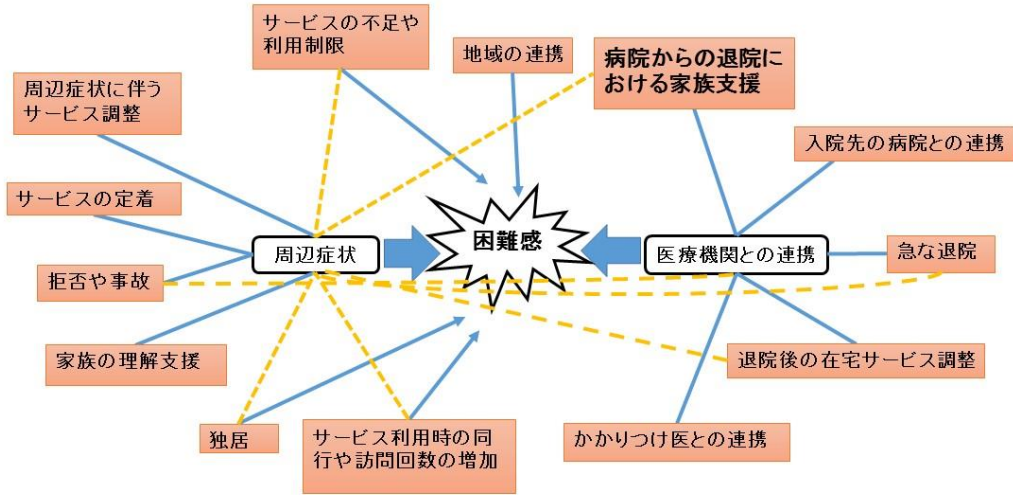 サービスの不足や
利用制限
地域の連携
病院からの退院に
おける家族支援
周辺症状に伴う
サービス調整
入院先の病院との連携
サービスの定着
困難感
周辺症状
医療機関との連携
急な退院
拒否や事故
家族の理解支援
退院後の在宅サービス調整
独居
サービス利用時の同
行や訪問回数の増加
かかりつけ医との連携